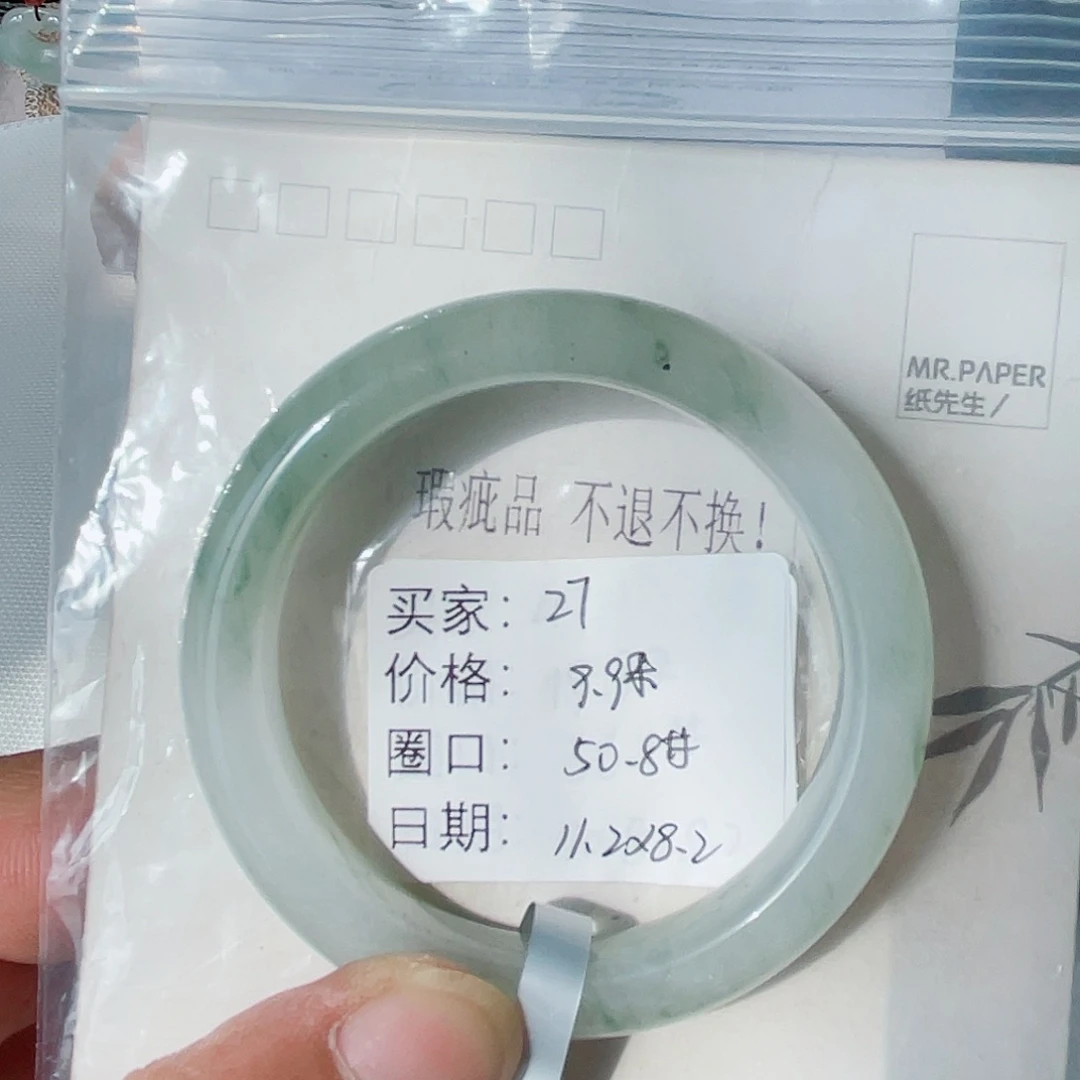 MR.PAPER
纸先生/
瑕疵品 不退不换！
买家：27
价格：
圈口：50-8
日期：11.2x8.2